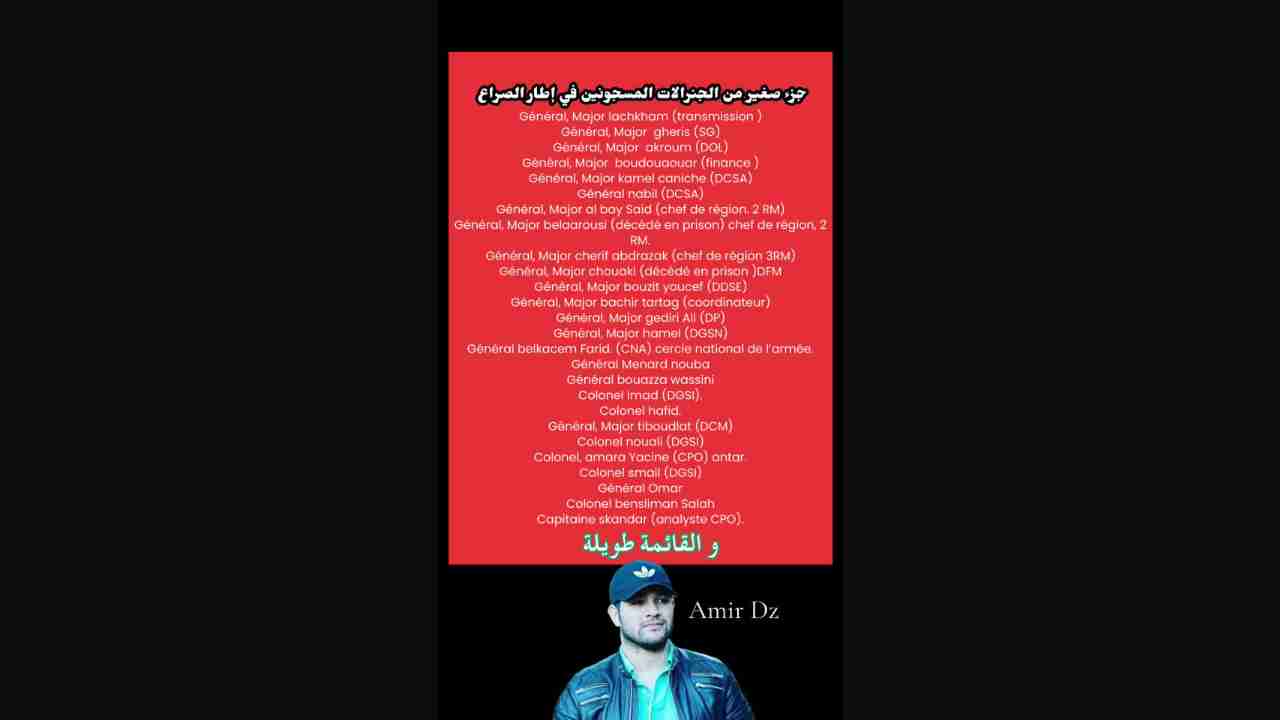 جزء صغير من الجنرالات المسجونين في إطار الصراع
Général, Major lachkham (transmission )
Général, Major gheris (SG)
Général, Major akroum (DOL)
Général, Major boudouaouar (finance )
Général, Major kamel caniche (DCSA)
Général nabil (DCSA)
Général, Major al bay Said (chef de région. 2 RM)
Général, Major belaarousi (décédé en prison) chef de région, 2
RM.
Général, Major cherif abdrazak (chef de région 3RM)
Général, Major chouaki (décédé en prison )DFM
Général, Major bouzit youcef (DDSE)
Général, Major bachir tartag (coordinateur)
Général, Major gediri Ali (DP)
Général, Major hamel (DGSN)
Général belkacem Farid. (CNA) cercle national de l'armée.
Général Menard nouba
Général bouazza wassini
Colonel imad (DGSI).
Colonel hafid.
Général, Major tiboudlat (DCM)
Colonel nouali (DGSI)
Colonel, amara Yacine (CPO) antar.
Colonel smail (DGSI)
Général Omar
Colonel bensliman Salah
Capitaine skandar (analyste CPO).
و القائمة طويلة
Amir Dz